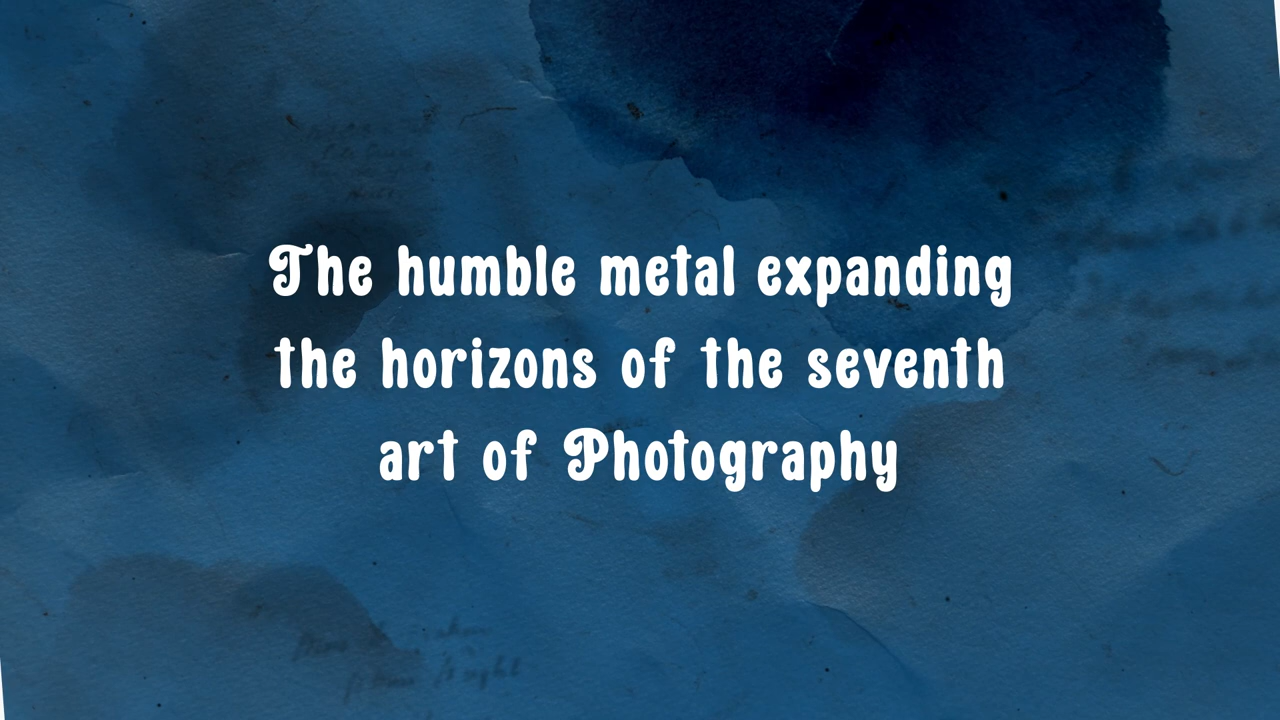 The humble metal expanding
the horizons of the seventh
art of Photography